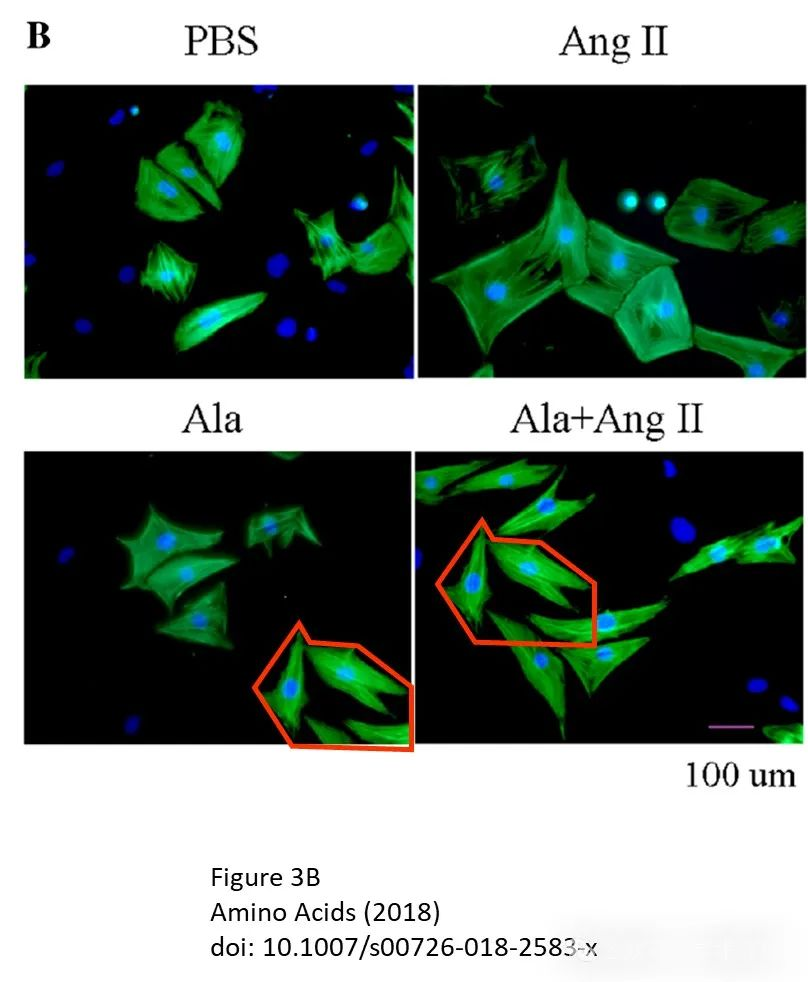 B
PBS
Ang II
Ala
Ala+Ang II
100 um
Figure 3B
Amino Acids (2018)
doi: 10.1007/s00726-018-2583-x